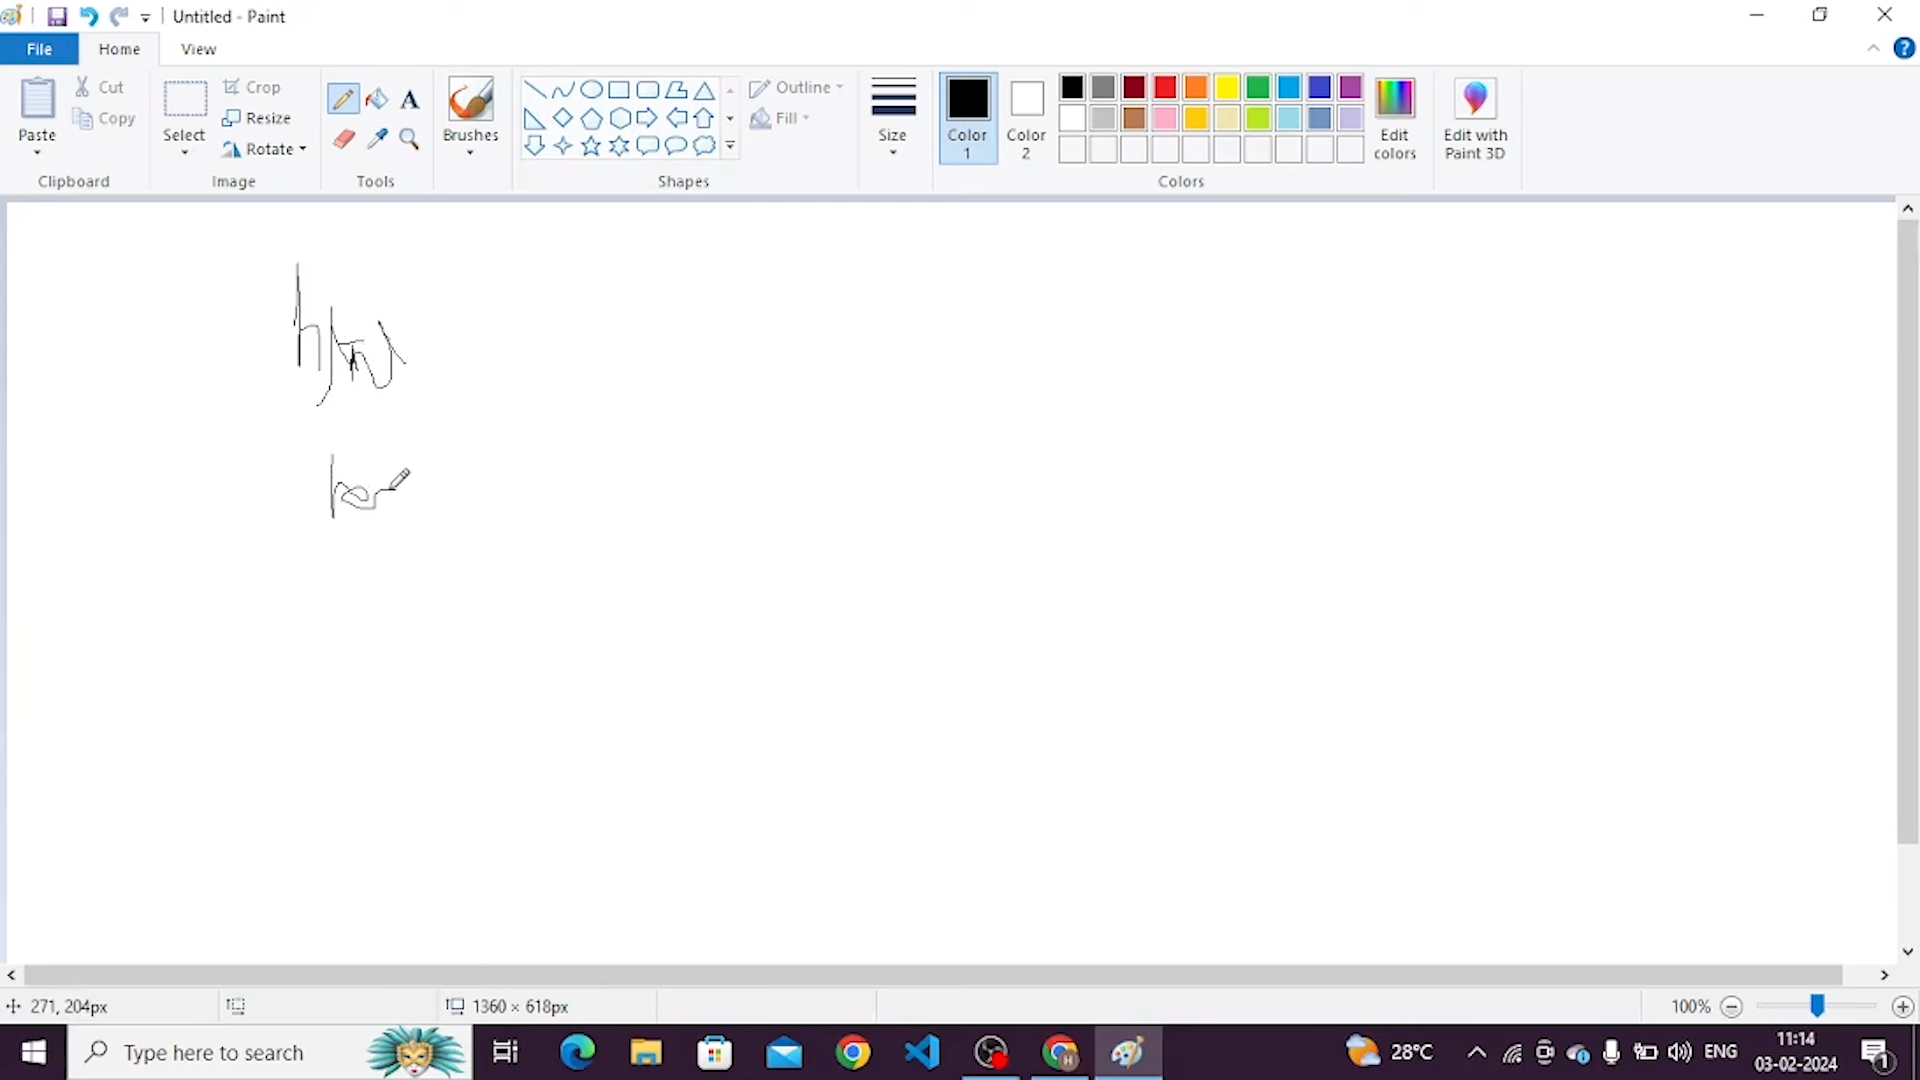 Untitled - Paint
File Home View
Paste
Cut
Copy
Clipboard
Select
Crop
Resize
Rotate
Image
Tools
Brushes
Shapes
Outline
Fill
Size
Color 1
Color 2
Colors
Edit colors
Edit with Paint 3D
271, 204px
1360 × 618px
100%
Type here to search
28°C
ENG
11:14
03-02-2024
1